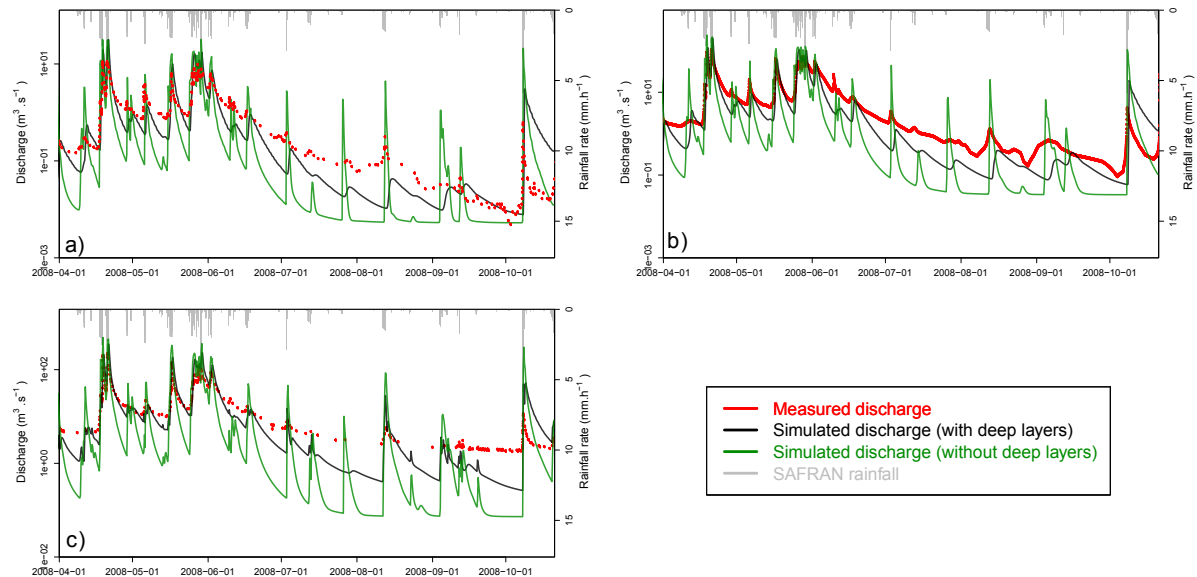 Discharge (m³ .s⁻¹)
1e+01
1e−01
1e−03
0
5
10
15
Rainfall rate (mm.h⁻¹)
a)
2008−04−01 2008−05−01 2008−06−01 2008−07−01 2008−08−01 2008−09−01 2008−10−01
Discharge (m³ .s⁻¹)
1e+01
1e−01
1e−03
0
5
10
15
Rainfall rate (mm.h⁻¹)
b)
2008−04−01 2008−05−01 2008−06−01 2008−07−01 2008−08−01 2008−09−01 2008−10−01
Discharge (m³ .s⁻¹)
1e+02
1e+00
1e−02
0
5
10
15
Rainfall rate (mm.h⁻¹)
c)
2008−04−01 2008−05−01 2008−06−01 2008−07−01 2008−08−01 2008−09−01 2008−10−01
Measured discharge
Simulated discharge (with deep layers)
Simulated discharge (without deep layers)
SAFRAN rainfall